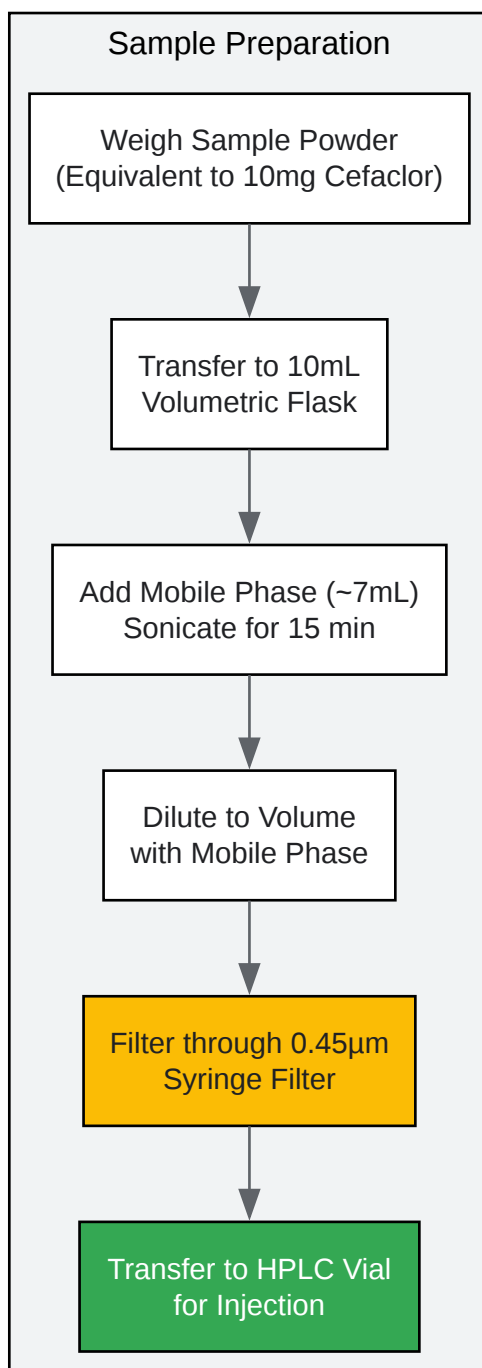 Sample Preparation
Weigh Sample Powder
(Equivalent to 10mg Cefaclor)
Transfer to 10mL
Volumetric Flask
Add Mobile Phase (~7mL)
Sonicate for 15 min
Dilute to Volume
with Mobile Phase
Filter through 0.45µm
Syringe Filter
Transfer to HPLC Vial
for Injection